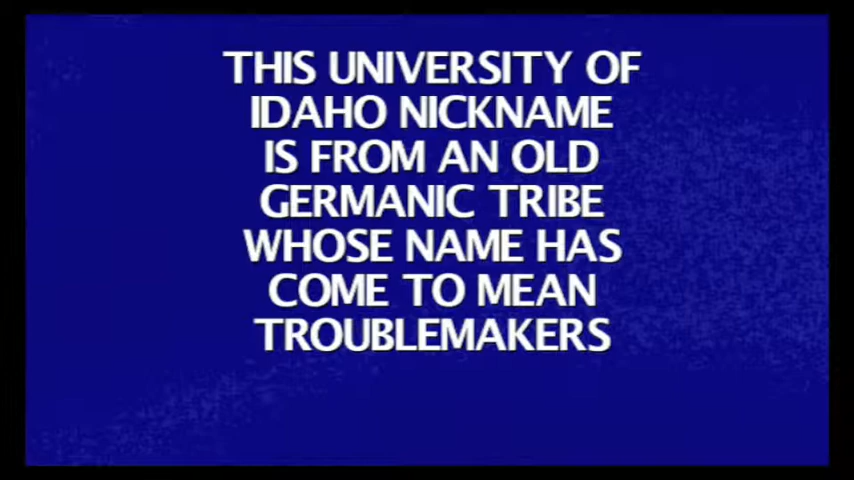 THIS UNIVERSITY OF
IDAHO NICKNAME
IS FROM AN OLD
GERMANIC TRIBE
WHOSE NAME HAS
COME TO MEAN
TROUBLEMAKERS